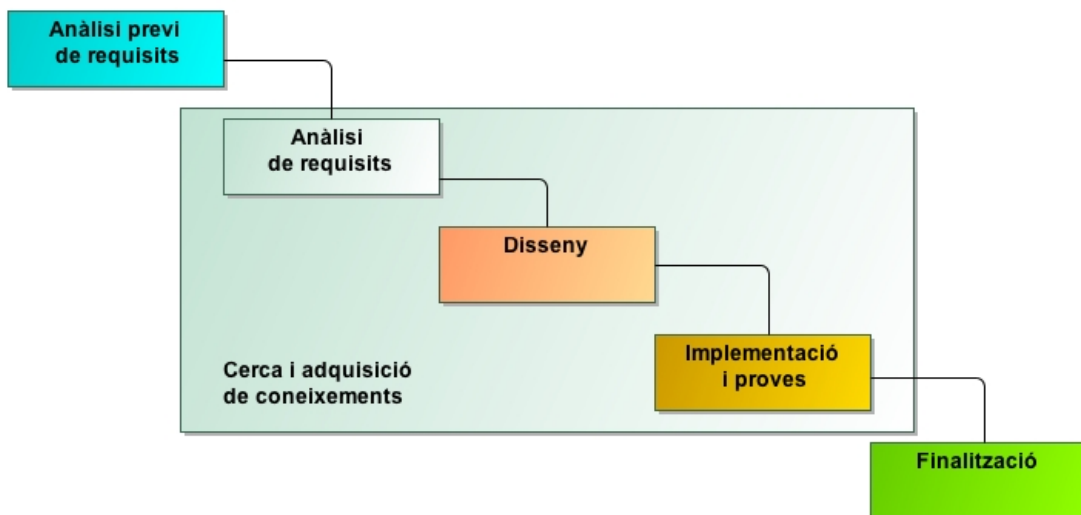 Anàlisi previ
de requisits
Anàlisi
de requisits
Disseny
Implementació
i proves
Cerca i adquisició
de coneixements
Finalització